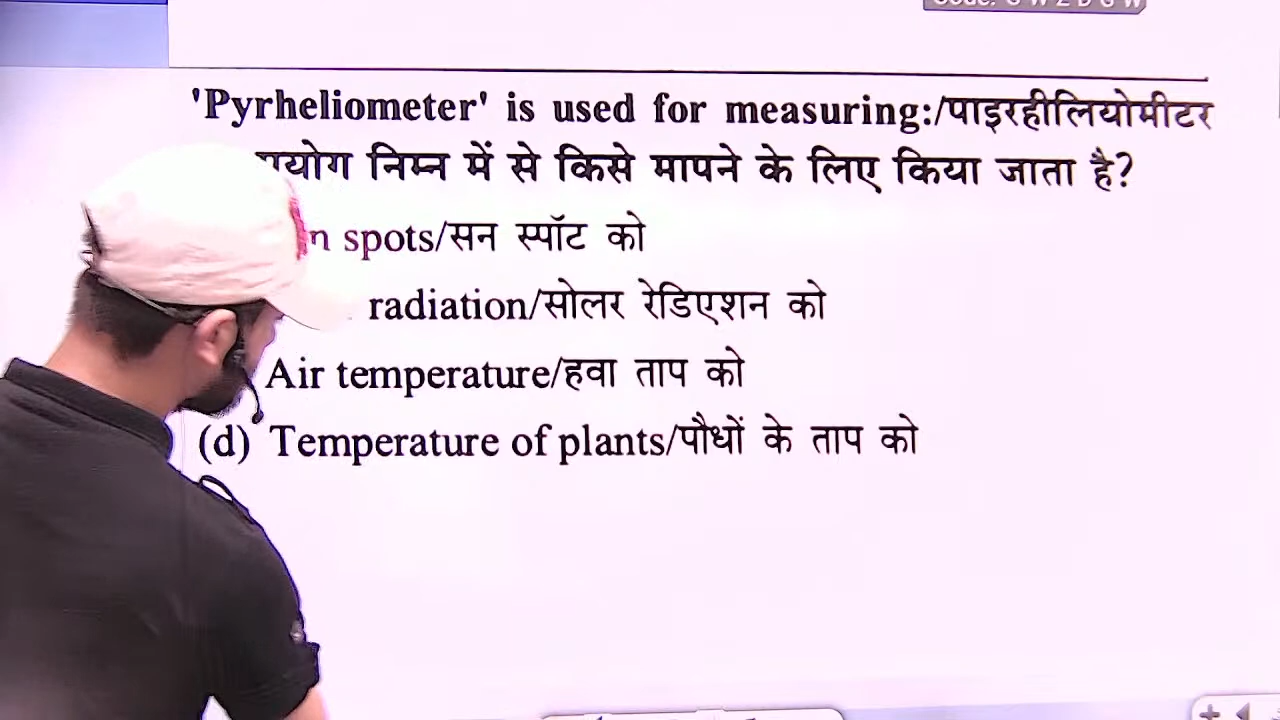 'Pyrheliometer' is used for measuring:/पाइरहीलियोमीटर
निम्न में से किसे मापने के लिए किया जाता है?
spots/सन स्पॉट को
radiation/सोलर रेडिएशन को
Air temperature/हवा ताप को
(d) Temperature of plants/पौधों के ताप को